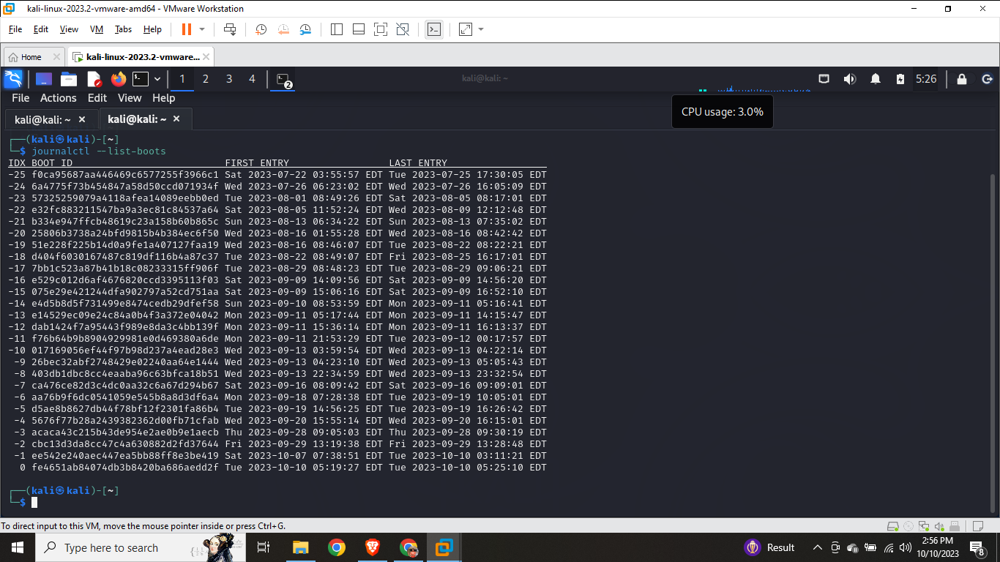 kali-linux-2023.2-vmware-amd64 - VMware Workstation
File Edit View VM Tabs Help
Home kali-linux-2023.2-vmware...
1 2 3 4 2 kali@kali: ~ 5:26
File Actions Edit View Help
CPU usage: 3.0%
kali@kali: ~ kali@kali: ~
┌──(kali㉿kali)-[~]
└─$ journalctl --list-boots
IDX BOOT ID FIRST ENTRY LAST ENTRY
-25 f0ca95687aa446469c6577255f3966c1 Sat 2023-07-22 03:55:57 EDT Tue 2023-07-25 17:30:05 EDT
-24 6a4775f73b454847a58d50ccd071934f Wed 2023-07-26 06:23:02 EDT Wed 2023-07-26 16:05:09 EDT
-23 57325259079a4118afea14089eebb0ed Tue 2023-08-01 08:49:26 EDT Sat 2023-08-05 08:17:01 EDT
-22 e32fc883211547ba9a3ec81c84537a64 Sat 2023-08-05 11:52:24 EDT Wed 2023-08-09 12:12:48 EDT
-21 b334e947ffcb48619c23a158b60b865c Sun 2023-08-13 06:34:22 EDT Sun 2023-08-13 07:35:02 EDT
-20 25806b3738a24bfd9815b4b384ec6f50 Wed 2023-08-16 01:55:28 EDT Wed 2023-08-16 08:42:42 EDT
-19 51e228f225b14d0a9fe1a407127faa19 Wed 2023-08-16 08:46:07 EDT Tue 2023-08-22 08:22:21 EDT
-18 d404f6030167487c819df116b4a87c37 Tue 2023-08-22 08:49:07 EDT Fri 2023-08-25 16:17:01 EDT
-17 7bb1c523a87b41b18c08233315ff906f Tue 2023-08-29 08:48:23 EDT Tue 2023-08-29 09:06:21 EDT
-16 e529c012d6af4676820ccd3395113f03 Sat 2023-09-09 14:09:56 EDT Sat 2023-09-09 14:56:20 EDT
-15 075e29e421244dfa902797a52cd751aa Sat 2023-09-09 15:06:16 EDT Sat 2023-09-09 16:52:10 EDT
-14 e4d5b8d5f731499e8474cedb29dfef58 Sun 2023-09-10 08:53:59 EDT Mon 2023-09-11 05:16:41 EDT
-13 e14529ec09e24c84a0b4f3a372e04042 Mon 2023-09-11 05:17:44 EDT Mon 2023-09-11 14:15:47 EDT
-12 dab1424f7a95443f989e8da3c4bb139f Mon 2023-09-11 15:36:14 EDT Mon 2023-09-11 16:13:37 EDT
-11 f76b64b9b8904929981e0d469380a6de Mon 2023-09-11 21:53:29 EDT Tue 2023-09-12 00:17:57 EDT
-10 017169056ef44f97b98d237a4ead28e3 Wed 2023-09-13 03:59:54 EDT Wed 2023-09-13 04:22:14 EDT
-9 26bec32abf2748429e02240aa64e1444 Wed 2023-09-13 04:23:10 EDT Wed 2023-09-13 05:05:43 EDT
-8 403db1dbc8cc4eaaba96c63bfca18b51 Wed 2023-09-13 22:34:59 EDT Wed 2023-09-13 23:32:54 EDT
-7 ca476ce82d3c4dc0aa32c6a67d294b67 Sat 2023-09-16 08:09:42 EDT Sat 2023-09-16 09:09:01 EDT
-6 aa76b9f6dc0541059e545b8a8d3df6a4 Mon 2023-09-18 07:28:38 EDT Tue 2023-09-19 10:05:01 EDT
-5 d5ae8b8627db44f78bf12f2301fa86b4 Tue 2023-09-19 14:56:25 EDT Tue 2023-09-19 16:26:42 EDT
-4 5676f77b28a2439382362d00fb71cfab Wed 2023-09-20 15:55:14 EDT Wed 2023-09-20 16:15:01 EDT
-3 acaca43c215b43de954e2ae0b9e1aecb Thu 2023-09-28 09:05:03 EDT Thu 2023-09-28 09:30:19 EDT
-2 cbc13d3da8cc47c4a630882d2fd37644 Fri 2023-09-29 13:19:38 EDT Fri 2023-09-29 13:28:48 EDT
-1 ee542e240aec447ea5bb88ff8e3be419 Sat 2023-10-07 07:38:51 EDT Tue 2023-10-10 03:11:21 EDT
0 fe4651ab84074db3b8420ba686aedd2f Tue 2023-10-10 05:19:27 EDT Tue 2023-10-10 05:25:10 EDT
┌──(kali㉿kali)-[~]
└─$
To direct input to this VM, move the mouse pointer inside or press Ctrl+G.
Type here to search Result 2:56 PM
10/10/2023 8